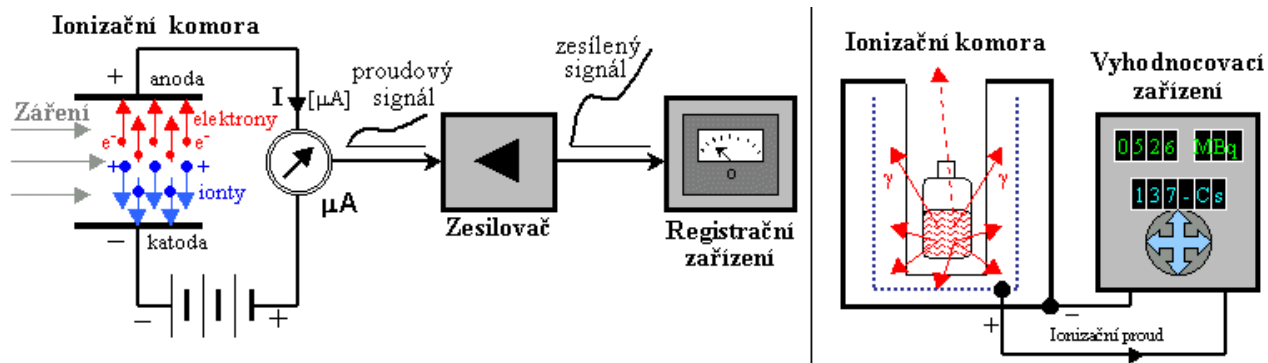 Ionizační komora
+
anoda
Záření
elektrony
e-
e-
+
+
ionty
katoda
−
−
+
I
[µA]
µA
proudový
signál
Zesilovač
zesílený
signál
0
Registrační
zařízení
Ionizační komora
γ
γ
+
−
Ionizační proud
Vyhodnocovací
zařízení
0526 MBq
137-Cs